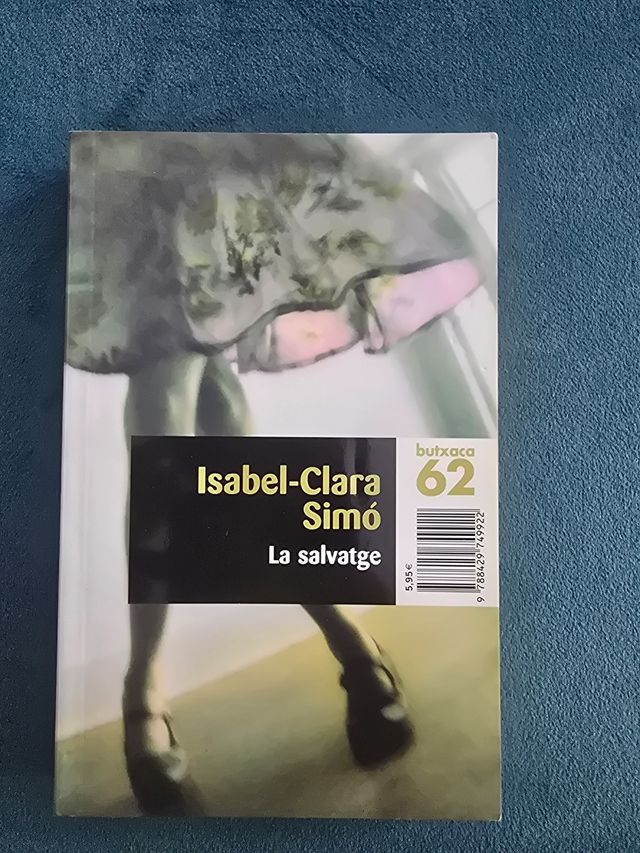 Isabel-Clara
Simó
La salvatge
butxaca
62
5,95 €
9 788429 749922